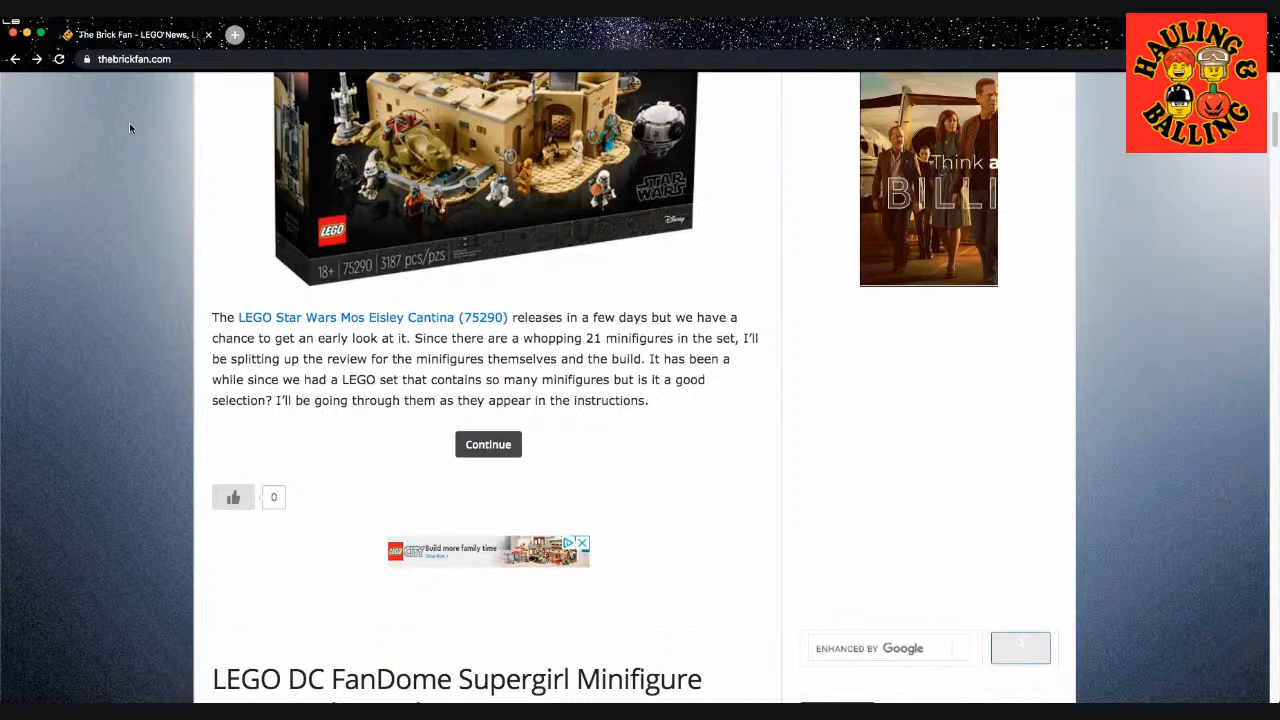 The Brick Fan - LEGO News, L
HAULING &
BALLING
thebrickfan.com
Think a
BILLI
STAR
WARS
Disney
LEGO
18+ 75290 3187 pcs/pzs
The LEGO Star Wars Mos Eisley Cantina (75290) releases in a few days but we have a
chance to get an early look at it. Since there are a whopping 21 minifigures in the set, I'll
be splitting up the review for the minifigures themselves and the build. It has been a
while since we had a LEGO set that contains so many minifigures but is it a good
selection? I'll be going through them as they appear in the instructions.
Continue
0
LEGO CITY Build more family time
Shop Now
ENHANCED BY Google
LEGO DC FanDome Supergirl Minifigure